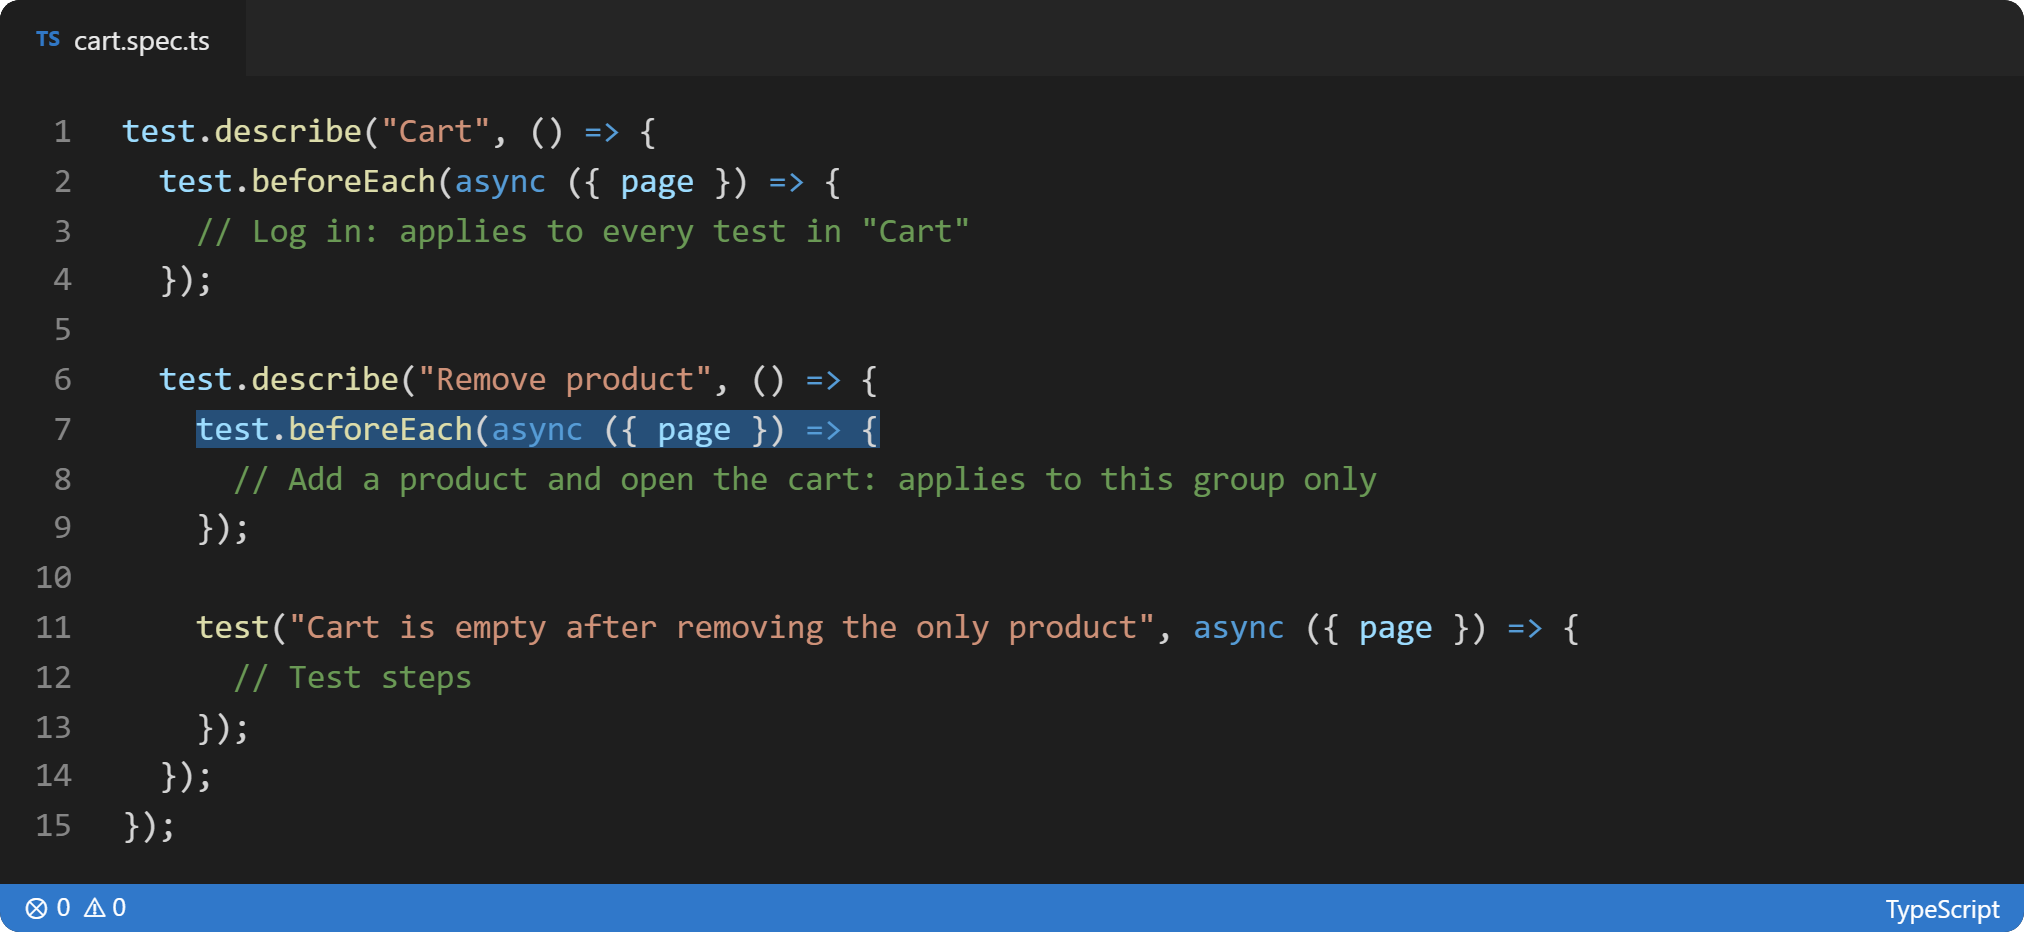 TS cart.spec.ts
1 test.describe("Cart", () => {
2 test.beforeEach(async ({ page }) => {
3 // Log in: applies to every test in "Cart"
4 });
5
6 test.describe("Remove product", () => {
7 test.beforeEach(async ({ page }) => {
8 // Add a product and open the cart: applies to this group only
9 });
10
11 test("Cart is empty after removing the only product", async ({ page }) => {
12 // Test steps
13 });
14 });
15 });
0 0 TypeScript